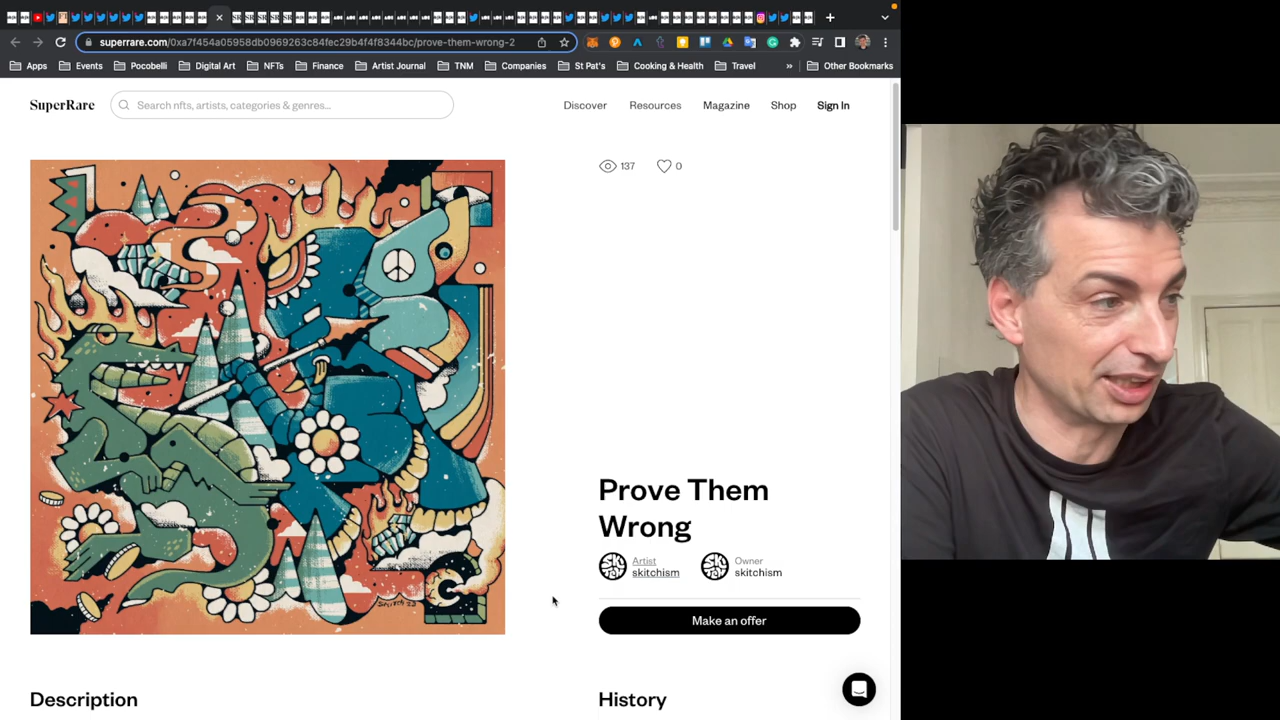 superrare.com/0xa7f454a05958db0969263c84fec29b4f4f8344bc/prove-them-wrong-2
Apps Events Pocobelli Digital Art NFTs Finance Artist Journal TNM Companies St Pat's Cooking & Health Travel » Other Bookmarks
SuperRare Search nfts, artists, categories & genres... Discover Resources Magazine Shop Sign In
137 0
Prove Them
Wrong
Artist
skitchism
Owner
skitchism
Make an offer
Description
History